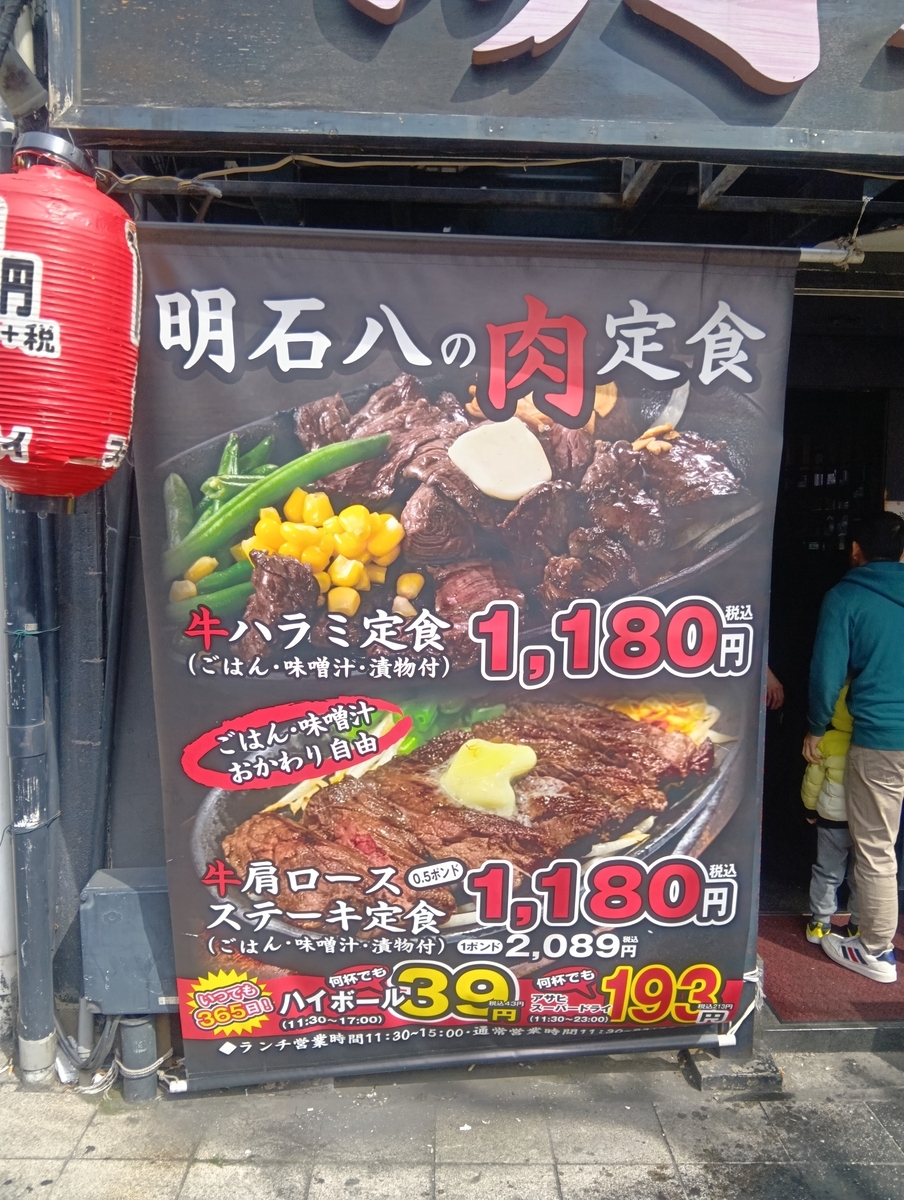 円
+税
明石八の肉定食
牛ハラミ定食
(ごはん・味噌汁・漬物付)
1,180円
税込
ごはん・味噌汁
おかわり自由
牛肩ロース
0.5ポンド
ステーキ定食
(ごはん・味噌汁・漬物付)
1,180円
税込
1ポンド 2,089円
税込
いつでも
365日!
何杯でも
ハイボール
(11:30~17:00)
39円
税込43円
何杯でも
アサヒ
スーパードライ
(11:30~23:00)
193円
税込213円
◆ランチ営業時間11:30~15:00・通常営業時間11:30